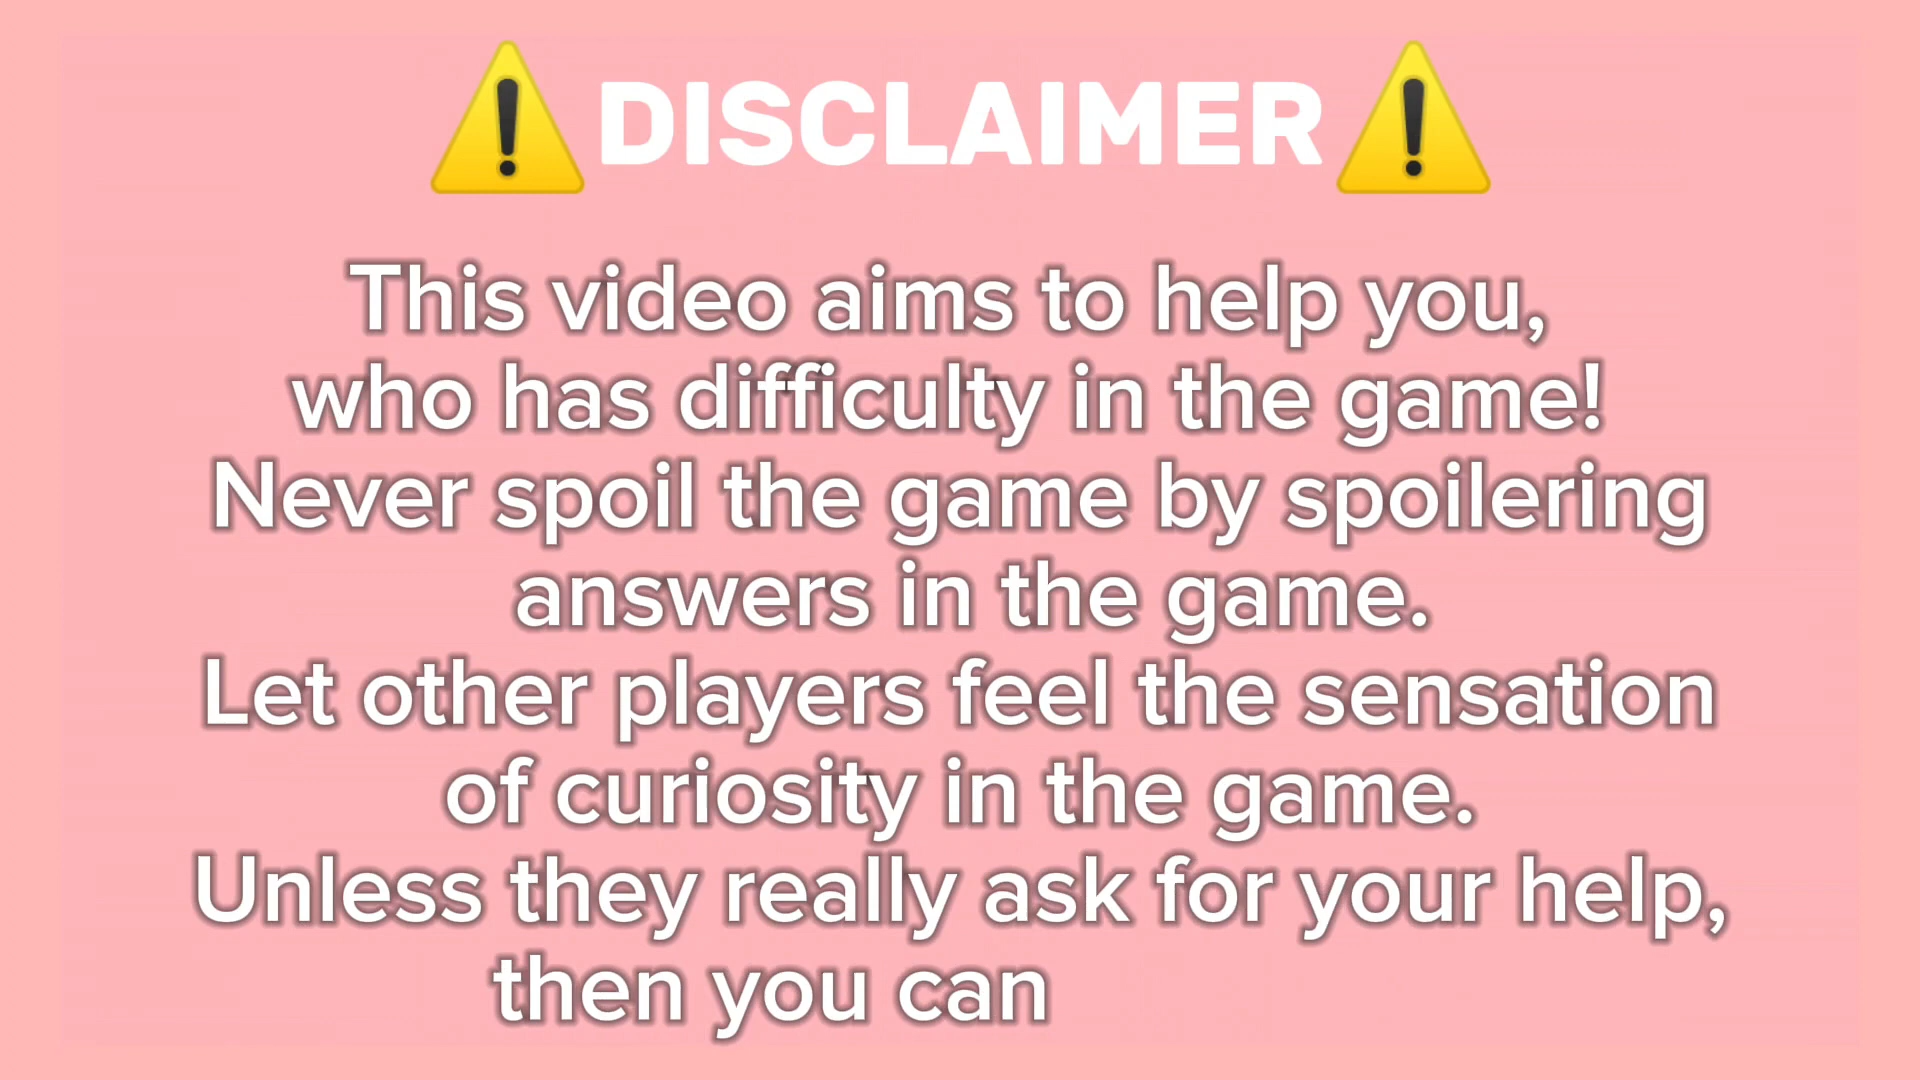 ⚠️DISCLAIMER⚠️
This video aims to help you,
who has difficulty in the game!
Never spoil the game by spoilering
answers in the game.
Let other players feel the sensation
of curiosity in the game.
Unless they really ask for your help,
then you can